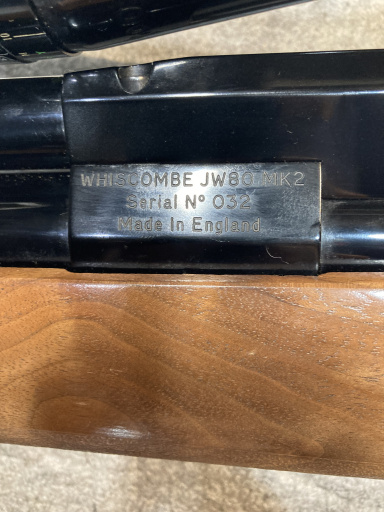 WHISCOMBE JW80 MK2
Serial Nº 032
Made In England